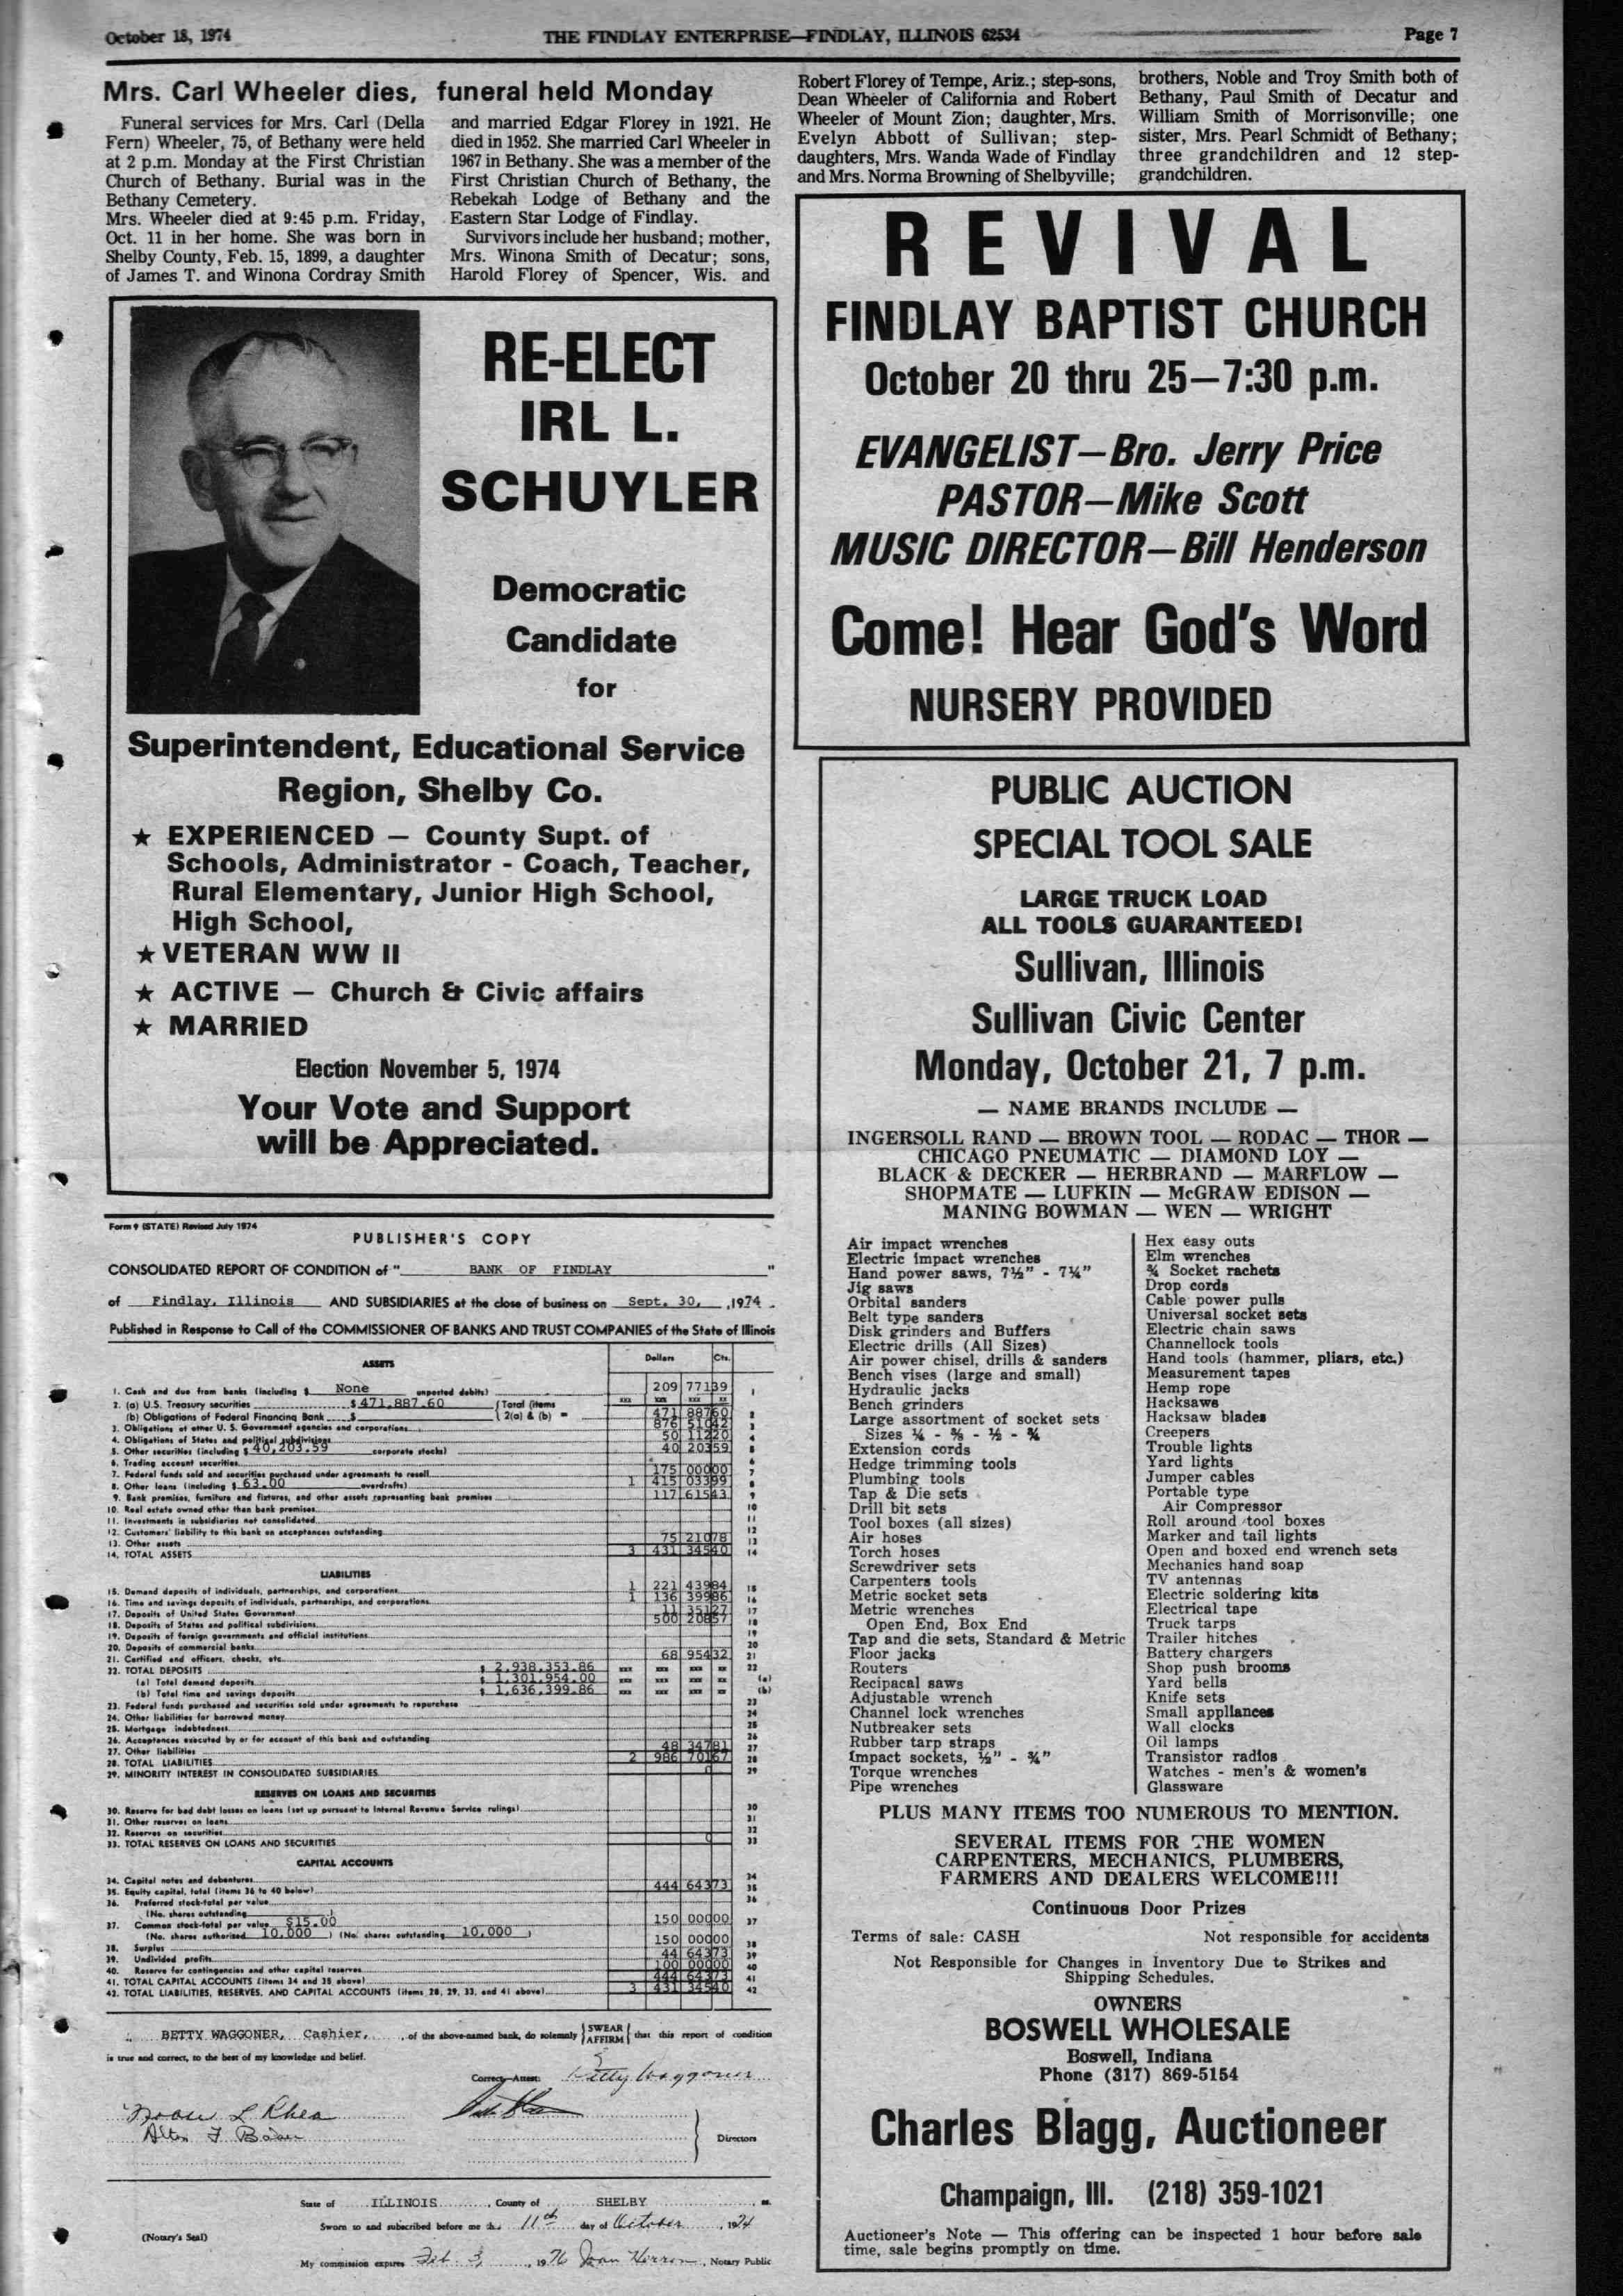 October 18, 1974
THE FINDLAY ENTERPRISE—FINDLAY, ILLINOIS 62534
Page 7
Mrs. Carl Wheeler dies, funeral held Monday
Funeral services for Mrs. Carl (Della
Fern) Wheeler, 75, of Bethany were held
at 2 p.m. Monday at the First Christian
Church of Bethany. Burial was in the
Bethany Cemetery.
Mrs. Wheeler died at 9:45 p.m. Friday,
Oct. 11 in her home. She was born in
Shelby County, Feb. 15, 1899, a daughter
of James T. and Winona Cordray Smith
and married Edgar Florey in 1921. He
died in 1952. She married Carl Wheeler in
1967 in Bethany. She was a member of the
First Christian Church of Bethany, the
Rebekah Lodge of Bethany and the
Eastern Star Lodge of Findlay.
Survivors include her husband; mother,
Mrs. Winona Smith of Decatur; sons,
Harold Florey of Spencer, Wis. and
Robert Florey of Tempe, Ariz.; step-sons,
Dean Wheeler of California and Robert
Wheeler of Mount Zion; daughter, Mrs.
Evelyn Abbott of Sullivan; step-
daughters, Mrs. Wanda Wade of Findlay
and Mrs. Norma Browning of Shelbyville;
brothers, Noble and Troy Smith both of
Bethany, Paul Smith of Decatur and
William Smith of Morrisonville; one
sister, Mrs. Pearl Schmidt of Bethany;
three grandchildren and 12 step-
grandchildren.
RE-ELECT
IRL L.
SCHUYLER
Democratic
Candidate
for
Superintendent, Educational Service
Region, Shelby Co.
★ EXPERIENCED — County Supt. of
Schools, Administrator - Coach, Teacher,
Rural Elementary, Junior High School,
High School,
★ VETERAN WW II
★ ACTIVE — Church & Civic affairs
★ MARRIED
Election November 5, 1974
Your Vote and Support
will be Appreciated.
Form 9 (STATE) Revised July 1974
PUBLISHER'S COPY
CONSOLIDATED REPORT OF CONDITION of " BANK OF FINDLAY "
of Findlay, Illinois AND SUBSIDIARIES at the close of business on Sept. 30, , 1974 .
Published in Response to Call of the COMMISSIONER OF BANKS AND TRUST COMPANIES of the State of Illinois
ASSETS Dollars Cts.
1. Cash and due from banks (including $ None unposted debits) 209 771 39 1
2. (a) U.S. Treasury securities $ 471,887.60 (Total (items xxx xxx xxx xx
(b) Obligations of Federal Financing Bank $ ( 2(a) & (b) = 471 887 60 2
3. Obligations of other U. S. Government agencies and corporations 876 510 42 3
4. Obligations of States and political subdivisions 50 112 20 4
5. Other securities (including $ 40,203.59 corporate stocks) 40 203 59 5
6. Trading account securities 6
7. Federal funds sold and securities purchased under agreements to resell 175 000 00 7
8. Other loans (including $ 63.00 overdrafts) 1 415 033 99 8
9. Bank premises, furniture and fixtures, and other assets representing bank premises 117 615 43 9
10. Real estate owned other than bank premises 10
11. Investments in subsidiaries not consolidated 11
12. Customers' liability to this bank on acceptances outstanding 12
13. Other assets 75 210 78 13
14. TOTAL ASSETS 3 431 345 40 14
LIABILITIES
15. Demand deposits of individuals, partnerships, and corporations 1 221 439 84 15
16. Time and savings deposits of individuals, partnerships, and corporations 1 136 399 86 16
17. Deposits of United States Government 11 351 27 17
18. Deposits of States and political subdivisions 500 208 57 18
19. Deposits of foreign governments and official institutions 19
20. Deposits of commercial banks 20
21. Certified and officers, checks, etc. 68 954 32 21
22. TOTAL DEPOSITS $ 2,938,353.86 xxx xxx xxx xx 22
(a) Total demand deposits $ 1,301,954.00 xxx xxx xxx xx (a)
(b) Total time and savings deposits $ 1,636,399.86 xxx xxx xxx xx (b)
23. Federal funds purchased and securities sold under agreements to repurchase 23
24. Other liabilities for borrowed money 24
25. Mortgage indebtedness 25
26. Acceptances executed by or for account of this bank and outstanding 26
27. Other liabilities 48 347 81 27
28. TOTAL LIABILITIES 2 986 701 67 28
29. MINORITY INTEREST IN CONSOLIDATED SUBSIDIARIES 0 29
RESERVES ON LOANS AND SECURITIES
30. Reserve for bad debt losses on loans (set up pursuant to Internal Revenue Service rulings) 30
31. Other reserves on loans 31
32. Reserves on securities 32
33. TOTAL RESERVES ON LOANS AND SECURITIES 0 33
CAPITAL ACCOUNTS
34. Capital notes and debentures 34
35. Equity capital, total (items 36 to 40 below) 444 643 73 35
36. Preferred stock-total par value 36
(No. shares outstanding )
37. Common stock-total par value $15.00 150 000 00 37
(No. shares authorized 10,000 ) (No. shares outstanding 10,000 )
38. Surplus 150 000 00 38
39. Undivided profits 44 643 73 39
40. Reserve for contingencies and other capital reserves 100 000 00 40
41. TOTAL CAPITAL ACCOUNTS (items 34 and 35 above) 444 643 73 41
42. TOTAL LIABILITIES, RESERVES, AND CAPITAL ACCOUNTS (items 28, 29, 33, and 41 above) 3 431 345 40 42
BETTY WAGGONER, Cashier, , of the above-named bank, do solemnly {SWEAR AFFIRM} that this report of condition
is true and correct, to the best of my knowledge and belief.
Correct—Attest: Betty Waggoner
L Rhea
F
Directors
State of ILLINOIS , County of SHELBY ss.
Sworn to and subscribed before me this 11th day of October , 1974
(Notary's Seal)
My commission expires Feb. 3, , 1976 Joan , Notary Public
REVIVAL
FINDLAY BAPTIST CHURCH
October 20 thru 25—7:30 p.m.
EVANGELIST—Bro. Jerry Price
PASTOR—Mike Scott
MUSIC DIRECTOR—Bill Henderson
Come! Hear God's Word
NURSERY PROVIDED
PUBLIC AUCTION
SPECIAL TOOL SALE
LARGE TRUCK LOAD
ALL TOOLS GUARANTEED!
Sullivan, Illinois
Sullivan Civic Center
Monday, October 21, 7 p.m.
— NAME BRANDS INCLUDE —
INGERSOLL RAND — BROWN TOOL — RODAC — THOR —
CHICAGO PNEUMATIC — DIAMOND LOY —
BLACK & DECKER — HERBRAND — MARFLOW —
SHOPMATE — LUFKIN — McGRAW EDISON —
MANING BOWMAN — WEN — WRIGHT
Air impact wrenches
Electric impact wrenches
Hand power saws, 7½" - 7¼"
Jig saws
Orbital sanders
Belt type sanders
Disk grinders and Buffers
Electric drills (All Sizes)
Air power chisel, drills & sanders
Bench vises (large and small)
Hydraulic jacks
Bench grinders
Large assortment of socket sets
Sizes ¼ - ⅜ - ½ - ¾
Extension cords
Hedge trimming tools
Plumbing tools
Tap & Die sets
Drill bit sets
Tool boxes (all sizes)
Air hoses
Torch hoses
Screwdriver sets
Carpenters tools
Metric socket sets
Metric wrenches
Open End, Box End
Tap and die sets, Standard & Metric
Floor jacks
Routers
Recipacal saws
Adjustable wrench
Channel lock wrenches
Nutbreaker sets
Rubber tarp straps
Impact sockets, ½" - ¾"
Torque wrenches
Pipe wrenches
Hex easy outs
Elm wrenches
¾ Socket rachets
Drop cords
Cable power pulls
Universal socket sets
Electric chain saws
Channellock tools
Hand tools (hammer, pliars, etc.)
Measurement tapes
Hemp rope
Hacksaws
Hacksaw blades
Creepers
Trouble lights
Yard lights
Jumper cables
Portable type
Air Compressor
Roll around tool boxes
Marker and tail lights
Open and boxed end wrench sets
Mechanics hand soap
TV antennas
Electric soldering kits
Electrical tape
Truck tarps
Trailer hitches
Battery chargers
Shop push brooms
Yard bells
Knife sets
Small appliances
Wall clocks
Oil lamps
Transistor radios
Watches - men's & women's
Glassware
PLUS MANY ITEMS TOO NUMEROUS TO MENTION.
SEVERAL ITEMS FOR THE WOMEN
CARPENTERS, MECHANICS, PLUMBERS,
FARMERS AND DEALERS WELCOME!!!
Continuous Door Prizes
Terms of sale: CASH Not responsible for accidents
Not Responsible for Changes in Inventory Due to Strikes and
Shipping Schedules.
OWNERS
BOSWELL WHOLESALE
Boswell, Indiana
Phone (317) 869-5154
Charles Blagg, Auctioneer
Champaign, Ill. (218) 359-1021
Auctioneer's Note — This offering can be inspected 1 hour before sale
time, sale begins promptly on time.